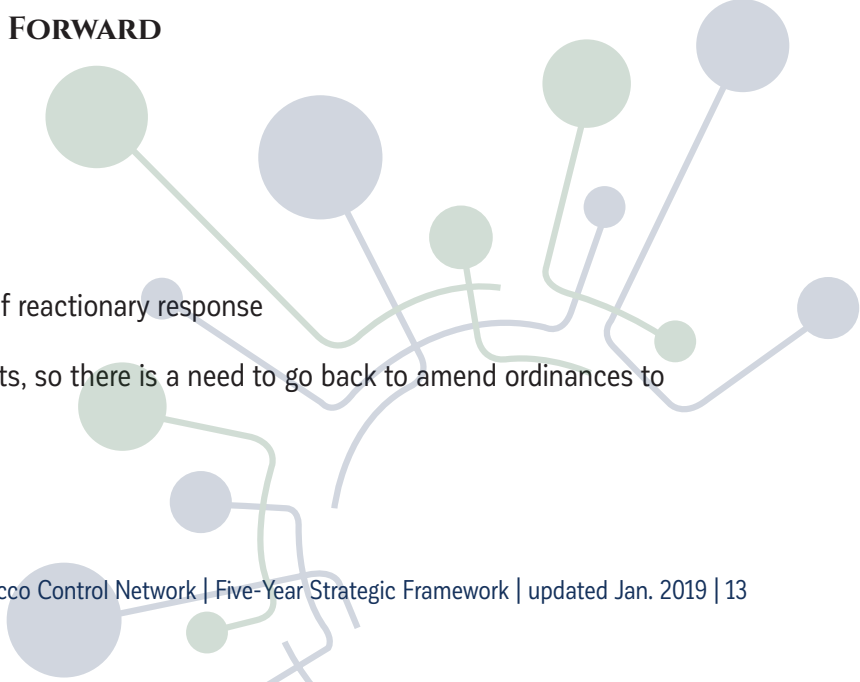 FORWARD
f reactionary response
ts, so there is a need to go back to amend ordinances to
cco Control Network | Five-Year Strategic Framework | updated Jan. 2019 | 13